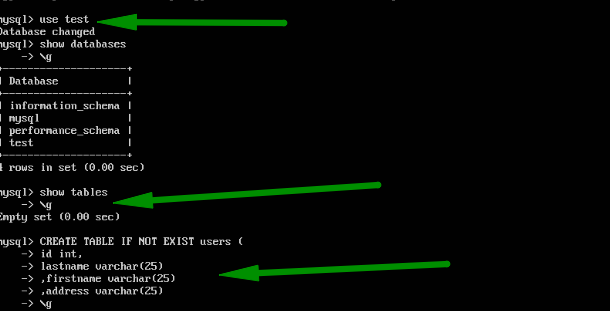 mysql> use test
Database changed
mysql> show databases
-> \g
+--------------------+
| Database |
+--------------------+
| information_schema |
| mysql |
| performance_schema |
| test |
+--------------------+
4 rows in set (0.00 sec)
mysql> show tables
-> \g
Empty set (0.00 sec)
mysql> CREATE TABLE IF NOT EXIST users (
-> id int,
-> lastname varchar(25)
-> ,firstname varchar(25)
-> ,address varchar(25)
-> \g